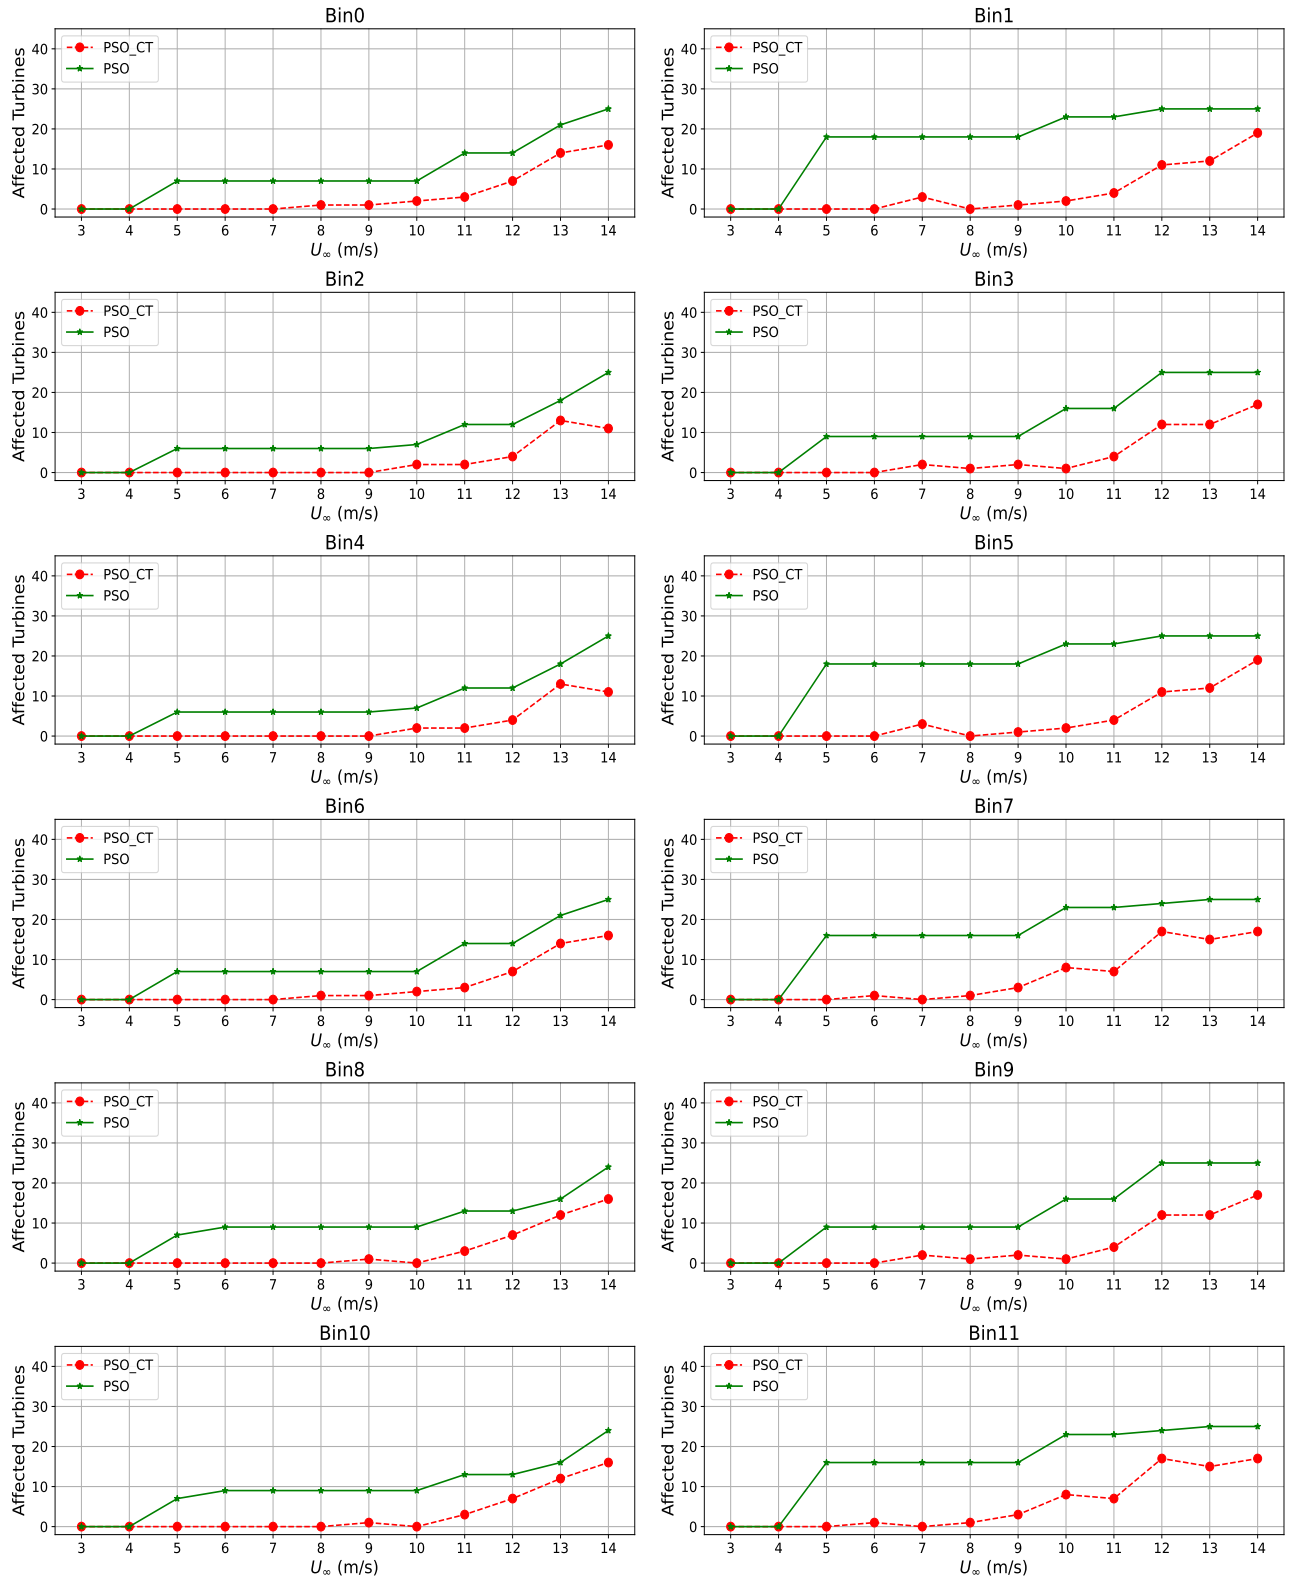 Bin0
PSO_CT
PSO
Affected Turbines
40
30
20
10
0
3 4 5 6 7 8 9 10 11 12 13 14
U∞ (m/s)
Bin1
PSO_CT
PSO
Affected Turbines
40
30
20
10
0
3 4 5 6 7 8 9 10 11 12 13 14
U∞ (m/s)
Bin2
PSO_CT
PSO
Affected Turbines
40
30
20
10
0
3 4 5 6 7 8 9 10 11 12 13 14
U∞ (m/s)
Bin3
PSO_CT
PSO
Affected Turbines
40
30
20
10
0
3 4 5 6 7 8 9 10 11 12 13 14
U∞ (m/s)
Bin4
PSO_CT
PSO
Affected Turbines
40
30
20
10
0
3 4 5 6 7 8 9 10 11 12 13 14
U∞ (m/s)
Bin5
PSO_CT
PSO
Affected Turbines
40
30
20
10
0
3 4 5 6 7 8 9 10 11 12 13 14
U∞ (m/s)
Bin6
PSO_CT
PSO
Affected Turbines
40
30
20
10
0
3 4 5 6 7 8 9 10 11 12 13 14
U∞ (m/s)
Bin7
PSO_CT
PSO
Affected Turbines
40
30
20
10
0
3 4 5 6 7 8 9 10 11 12 13 14
U∞ (m/s)
Bin8
PSO_CT
PSO
Affected Turbines
40
30
20
10
0
3 4 5 6 7 8 9 10 11 12 13 14
U∞ (m/s)
Bin9
PSO_CT
PSO
Affected Turbines
40
30
20
10
0
3 4 5 6 7 8 9 10 11 12 13 14
U∞ (m/s)
Bin10
PSO_CT
PSO
Affected Turbines
40
30
20
10
0
3 4 5 6 7 8 9 10 11 12 13 14
U∞ (m/s)
Bin11
PSO_CT
PSO
Affected Turbines
40
30
20
10
0
3 4 5 6 7 8 9 10 11 12 13 14
U∞ (m/s)